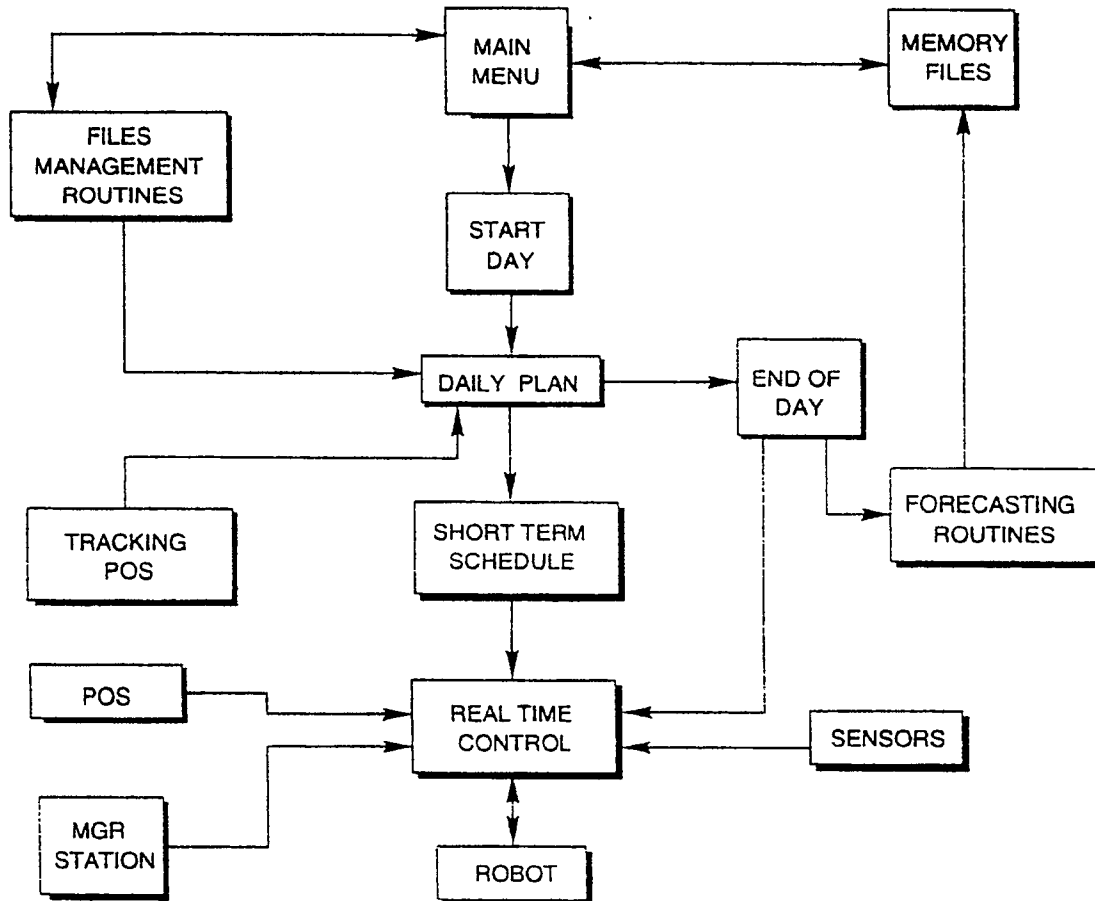 MAIN
MENU
MEMORY
FILES
FILES
MANAGEMENT
ROUTINES
START
DAY
DAILY PLAN
END OF
DAY
TRACKING
POS
SHORT TERM
SCHEDULE
FORECASTING
ROUTINES
POS
REAL TIME
CONTROL
SENSORS
MGR
STATION
ROBOT